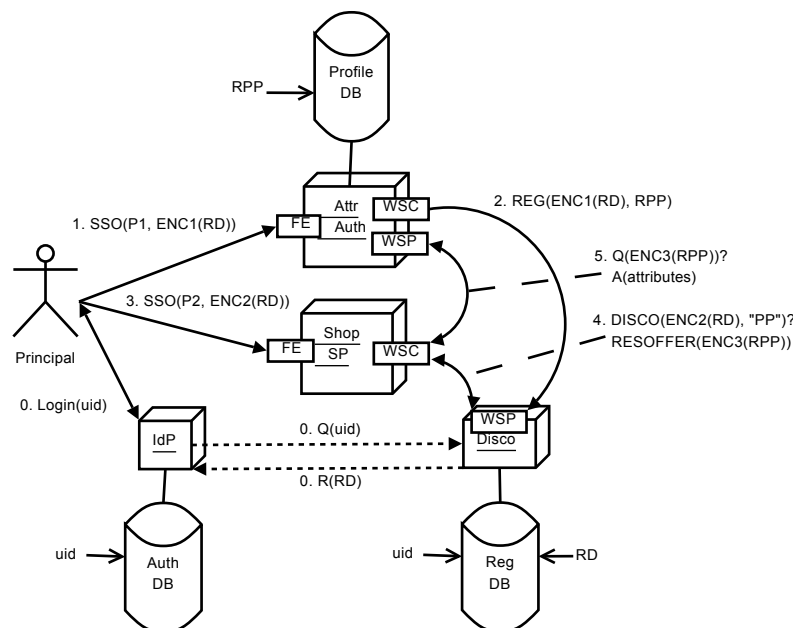 Profile
DB
RPP
Attr
Auth
FE
WSC
WSP
1. SSO(P1, ENC1(RD))
2. REG(ENC1(RD), RPP)
5. Q(ENC3(RPP))?
A(attributes)
3. SSO(P2, ENC2(RD))
4. DISCO(ENC2(RD), "PP")?
RESOFFER(ENC3(RPP))
Shop
SP
FE
WSC
Principal
0. Login(uid)
IdP
0. Q(uid)
WSP
Disco
0. R(RD)
uid
Auth
DB
uid
Reg
DB
RD